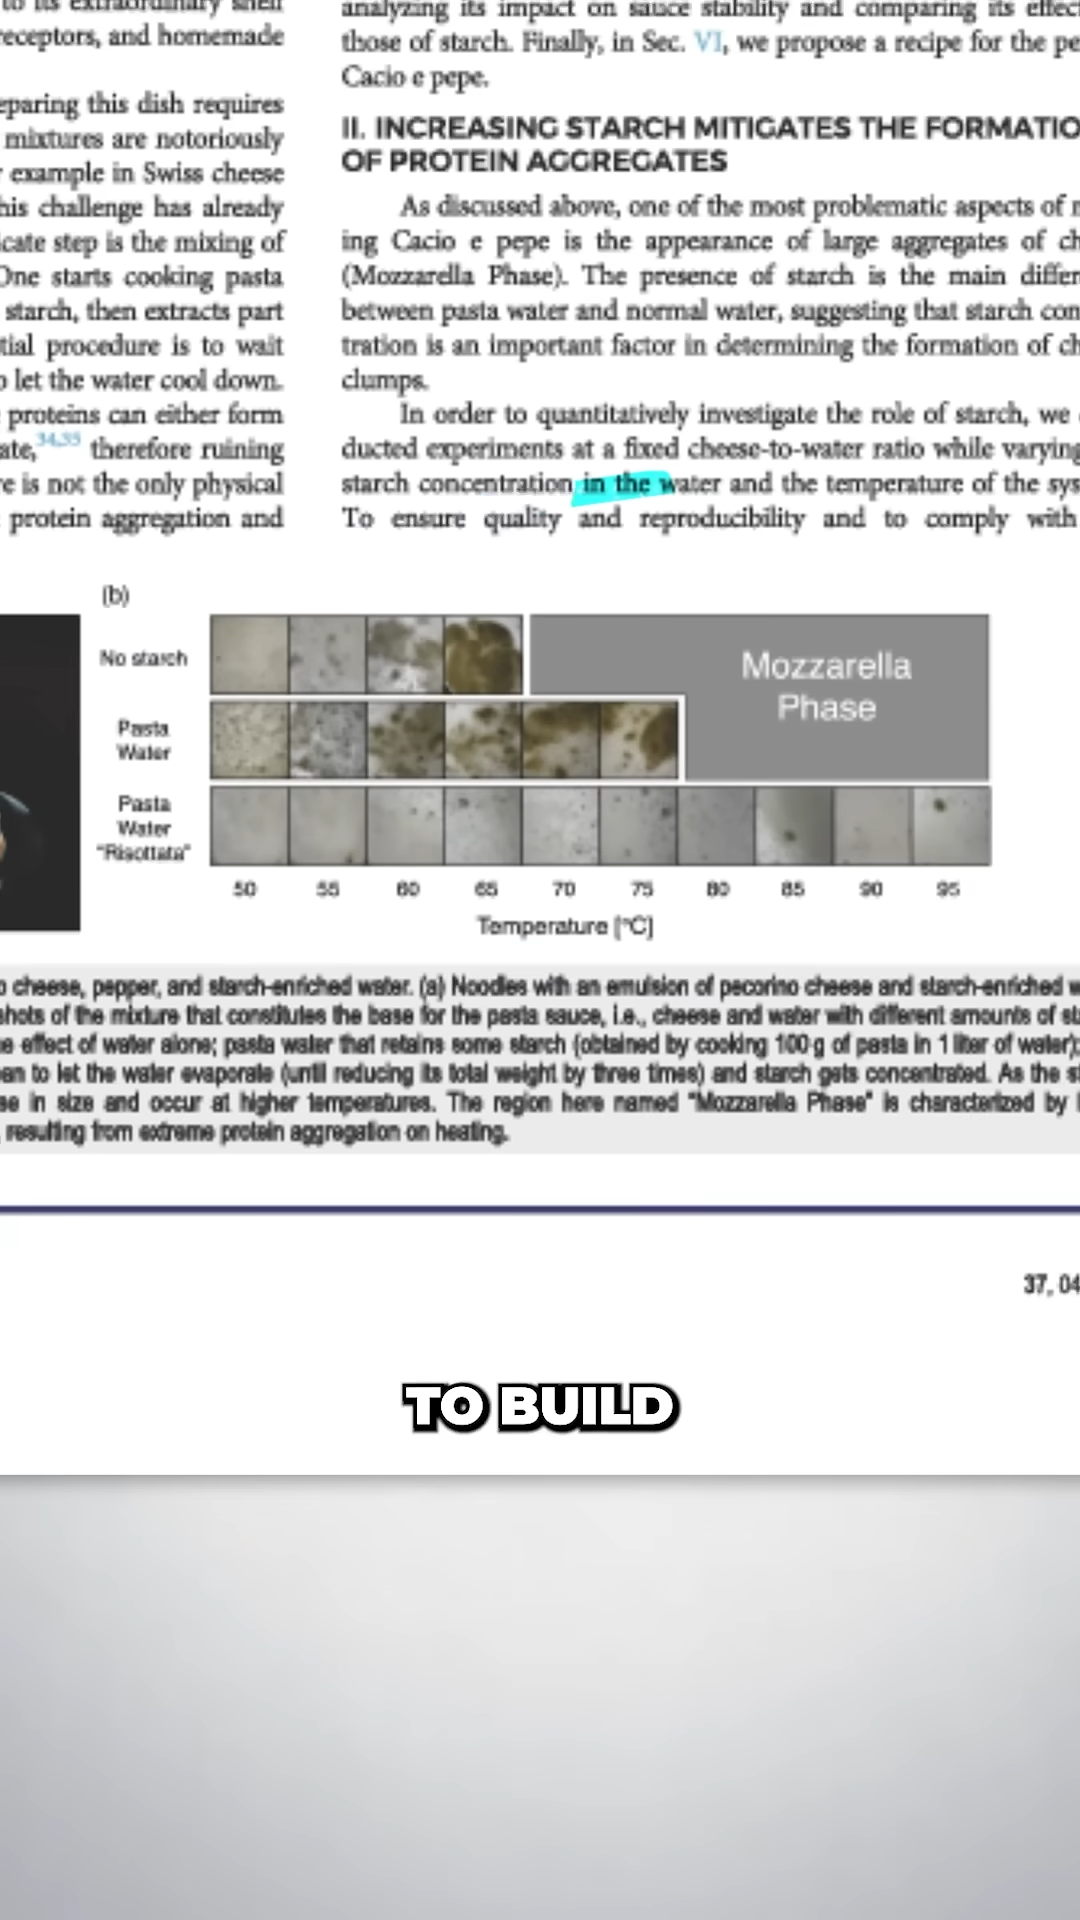 to its extraordinary shelf
receptors, and homemade
eparing this dish requires
mixtures are notoriously
example in Swiss cheese
his challenge has already
icate step is the mixing of
One starts cooking pasta
starch, then extracts part
tial procedure is to wait
o let the water cool down.
proteins can either form
ate,34,35 therefore ruining
re is not the only physical
protein aggregation and
analyzing its impact on sauce stability and comparing its effec
those of starch. Finally, in Sec. VI, we propose a recipe for the pe
Cacio e pepe.
II. INCREASING STARCH MITIGATES THE FORMATIO
OF PROTEIN AGGREGATES
As discussed above, one of the most problematic aspects of m
ing Cacio e pepe is the appearance of large aggregates of ch
(Mozzarella Phase). The presence of starch is the main differ
between pasta water and normal water, suggesting that starch con
tration is an important factor in determining the formation of ch
clumps.
In order to quantitatively investigate the role of starch, we
ducted experiments at a fixed cheese-to-water ratio while varying
starch concentration in the water and the temperature of the sys
To ensure quality and reproducibility and to comply with
(b)
No starch
Mozzarella
Phase
Pasta
Water
Pasta
Water
"Risottata"
50 55 60 65 70 75 80 85 90 95
Temperature [°C]
o cheese, pepper, and starch-enriched water. (a) Noodles with an emulsion of pecorino cheese and starch-enriched w
shots of the mixture that constitutes the base for the pasta sauce, i.e., cheese and water with different amounts of st
e effect of water alone; pasta water that retains some starch (obtained by cooking 100 g of pasta in 1 liter of water);
an to let the water evaporate (until reducing its total weight by three times) and starch gets concentrated. As the s
se in size and occur at higher temperatures. The region here named "Mozzarella Phase" is characterized by
, resulting from extreme protein aggregation on heating.
37, 04
TO BUILD